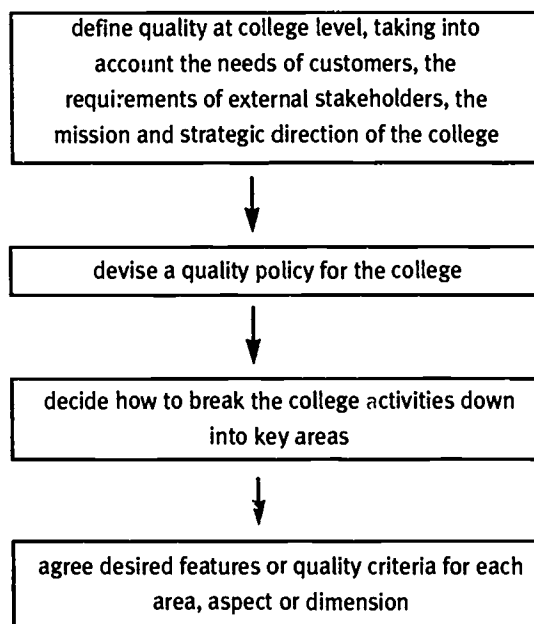 define quality at college level, taking into
account the needs of customers, the
requirements of external stakeholders, the
mission and strategic direction of the college
devise a quality policy for the college
decide how to break the college activities down
into key areas
agree desired features or quality criteria for each
area, aspect or dimension